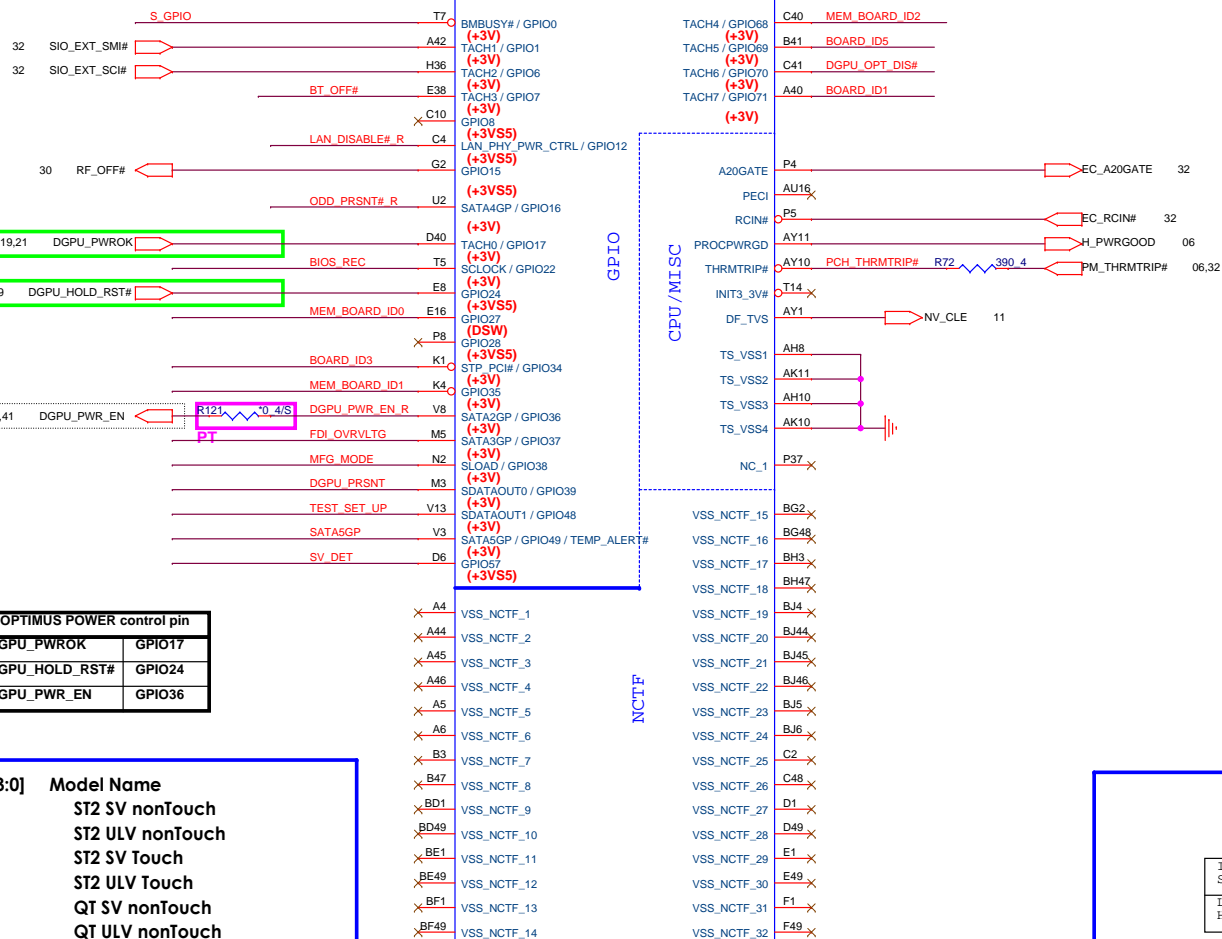 S_GPIO T7 BMBUSY# / GPIO0
(+3V)
32 SIO_EXT_SMI# A42 TACH1 / GPIO1
(+3V)
32 SIO_EXT_SCI# H36 TACH2 / GPIO6
(+3V)
BT_OFF# E38 TACH3 / GPIO7
(+3V)
C10 GPIO8
(+3VS5)
LAN_DISABLE#_R C4 LAN_PHY_PWR_CTRL / GPIO12
(+3VS5)
30 RF_OFF# G2 GPIO15
(+3VS5)
ODD_PRSNT#_R U2 SATA4GP / GPIO16
(+3V)
19,21 DGPU_PWROK D40 TACH0 / GPIO17
(+3V)
BIOS_REC T5 SCLOCK / GPIO22
(+3V)
9 DGPU_HOLD_RST# E8 GPIO24
(+3VS5)
MEM_BOARD_ID0 E16 GPIO27
(DSW)
P8 GPIO28
(+3VS5)
BOARD_ID3 K1 STP_PCI# / GPIO34
(+3V)
MEM_BOARD_ID1 K4 GPIO35
(+3V)
,41 DGPU_PWR_EN R121 *0_4/S DGPU_PWR_EN_R V8 SATA2GP / GPIO36
PT
(+3V)
FDI_OVRVLTG M5 SATA3GP / GPIO37
(+3V)
MFG_MODE N2 SLOAD / GPIO38
(+3V)
DGPU_PRSNT M3 SDATAOUT0 / GPIO39
(+3V)
TEST_SET_UP V13 SDATAOUT1 / GPIO48
(+3V)
SATA5GP V3 SATA5GP / GPIO49 / TEMP_ALERT#
(+3V)
SV_DET D6 GPIO57
(+3VS5)
GPIO
CPU/MISC
NCTF
TACH4 / GPIO68 C40 MEM_BOARD_ID2
(+3V)
TACH5 / GPIO69 B41 BOARD_ID5
(+3V)
TACH6 / GPIO70 C41 DGPU_OPT_DIS#
(+3V)
TACH7 / GPIO71 A40 BOARD_ID1
(+3V)
A20GATE P4 EC_A20GATE 32
PECI AU16
RCIN# P5 EC_RCIN# 32
PROCPWRGD AY11 H_PWRGOOD 06
THRMTRIP# AY10 PCH_THRMTRIP# R72 390_4 PM_THRMTRIP# 06,32
INIT3_3V# T14
DF_TVS AY1 NV_CLE 11
TS_VSS1 AH8
TS_VSS2 AK11
TS_VSS3 AH10
TS_VSS4 AK10
NC_1 P37
A4 VSS_NCTF_1
A44 VSS_NCTF_2
A45 VSS_NCTF_3
A46 VSS_NCTF_4
A5 VSS_NCTF_5
A6 VSS_NCTF_6
B3 VSS_NCTF_7
B47 VSS_NCTF_8
BD1 VSS_NCTF_9
BD49 VSS_NCTF_10
BE1 VSS_NCTF_11
BE49 VSS_NCTF_12
BF1 VSS_NCTF_13
BF49 VSS_NCTF_14
VSS_NCTF_15 BG2
VSS_NCTF_16 BG48
VSS_NCTF_17 BH3
VSS_NCTF_18 BH47
VSS_NCTF_19 BJ4
VSS_NCTF_20 BJ44
VSS_NCTF_21 BJ45
VSS_NCTF_22 BJ46
VSS_NCTF_23 BJ5
VSS_NCTF_24 BJ6
VSS_NCTF_25 C2
VSS_NCTF_26 C48
VSS_NCTF_27 D1
VSS_NCTF_28 D49
VSS_NCTF_29 E1
VSS_NCTF_30 E49
VSS_NCTF_31 F1
VSS_NCTF_32 F49
OPTIMUS POWER control pin
GPU_PWROK GPIO17
GPU_HOLD_RST# GPIO24
GPU_PWR_EN GPIO36
:0] Model Name
ST2 SV nonTouch
ST2 ULV nonTouch
ST2 SV Touch
ST2 ULV Touch
QT SV nonTouch
QT ULV nonTouch